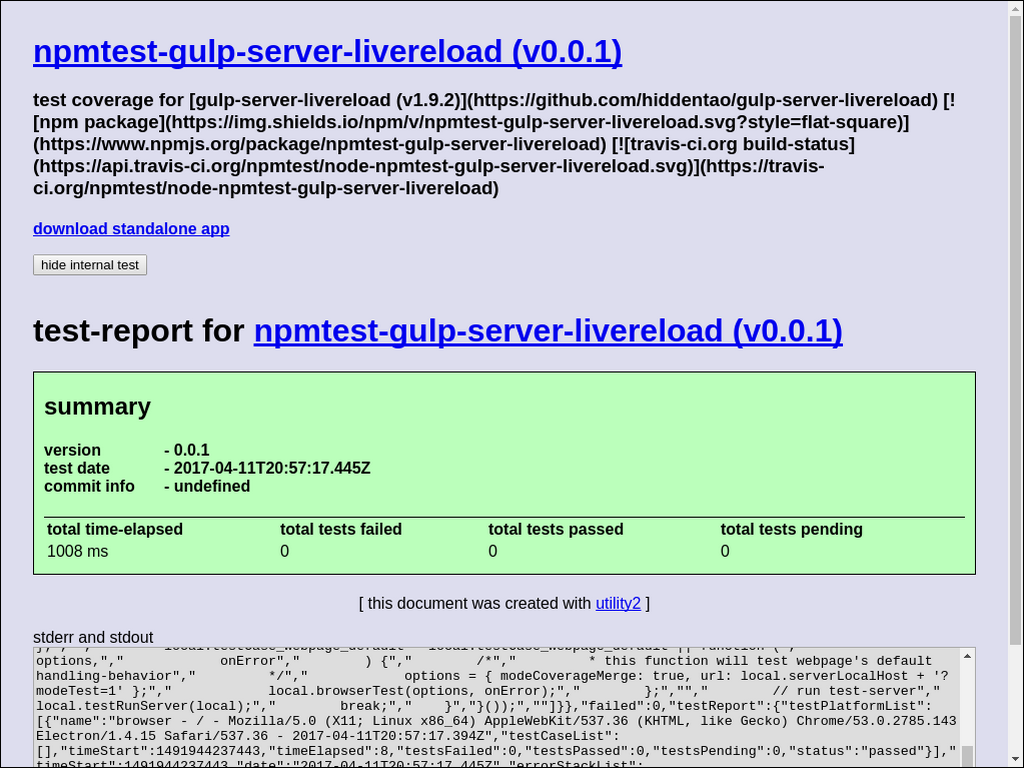 npmtest-gulp-server-livereload (v0.0.1)
test coverage for [gulp-server-livereload (v1.9.2)](https://github.com/hiddentao/gulp-server-livereload) [!
[npm package](https://img.shields.io/npm/v/npmtest-gulp-server-livereload.svg?style=flat-square)]
(https://www.npmjs.org/package/npmtest-gulp-server-livereload) [![travis-ci.org build-status]
(https://api.travis-ci.org/npmtest/node-npmtest-gulp-server-livereload.svg)](https://travis-
ci.org/npmtest/node-npmtest-gulp-server-livereload)
download standalone app
hide internal test
test-report for npmtest-gulp-server-livereload (v0.0.1)
summary
version - 0.0.1
test date - 2017-04-11T20:57:17.445Z
commit info - undefined
total time-elapsed total tests failed total tests passed total tests pending
1008 ms 0 0 0
[ this document was created with utility2 ]
stderr and stdout
options,"," onError"," ) {"," /*"," * this function will test webpage's default
handling-behavior"," */"," options = { modeCoverageMerge: true, url: local.serverLocalHost + '?
modeTest=1' };"," local.browserTest(options, onError);"," };",""," // run test-server","
local.testRunServer(local);"," break;"," }","}());",""]}},"failed":0,"testReport":{"testPlatformList":
[{"name":"browser - / - Mozilla/5.0 (X11; Linux x86_64) AppleWebKit/537.36 (KHTML, like Gecko) Chrome/53.0.2785.143
Electron/1.4.15 Safari/537.36 - 2017-04-11T20:57:17.394Z","testCaseList":
[],"timeStart":1491944237443,"timeElapsed":8,"testsFailed":0,"testsPassed":0,"testsPending":0,"status":"passed"}],"
timeStart":1491944237443,"date":"2017-04-11T20:57:17.445Z","errorStackList":